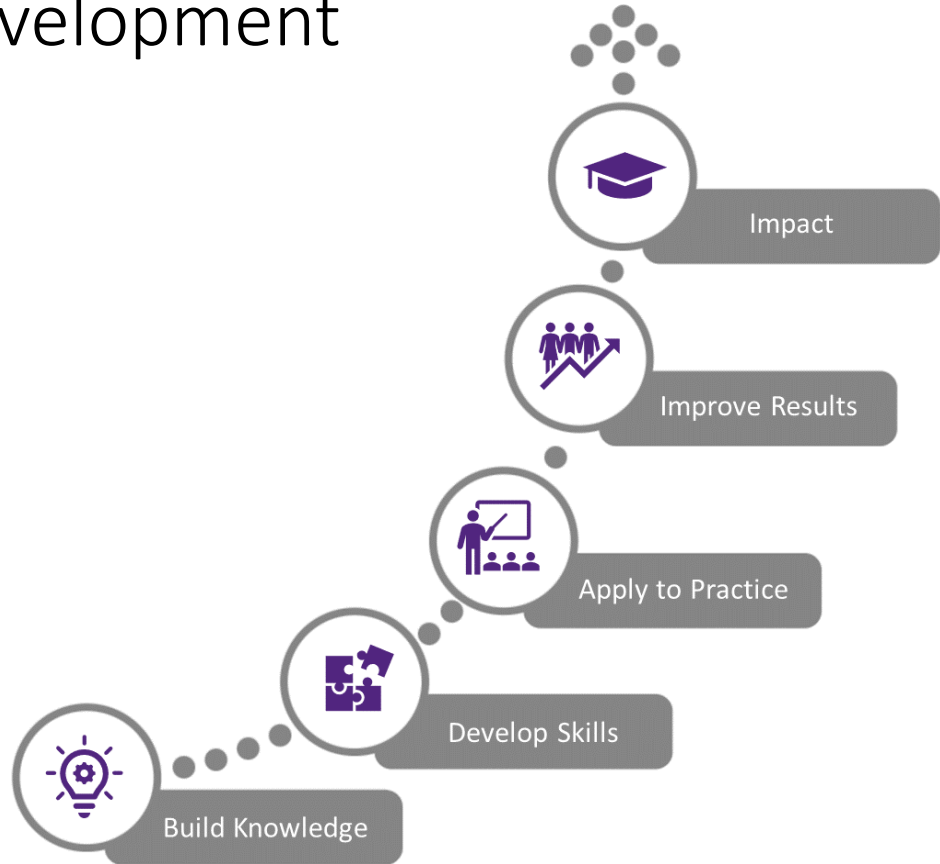 velopment
Impact
Improve Results
Apply to Practice
Develop Skills
Build Knowledge